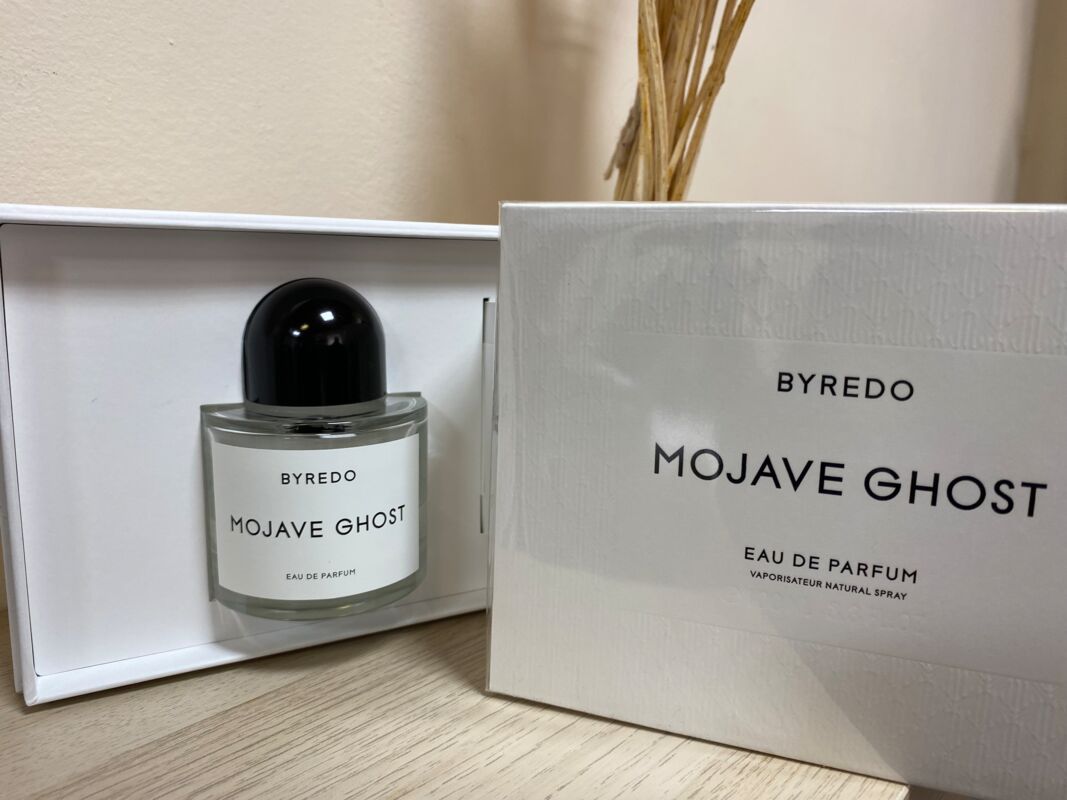 BYREDO
MOJAVE GHOST
EAU DE PARFUM
BYREDO
MOJAVE GHOST
EAU DE PARFUM
VAPORISATEUR NATURAL SPRAY